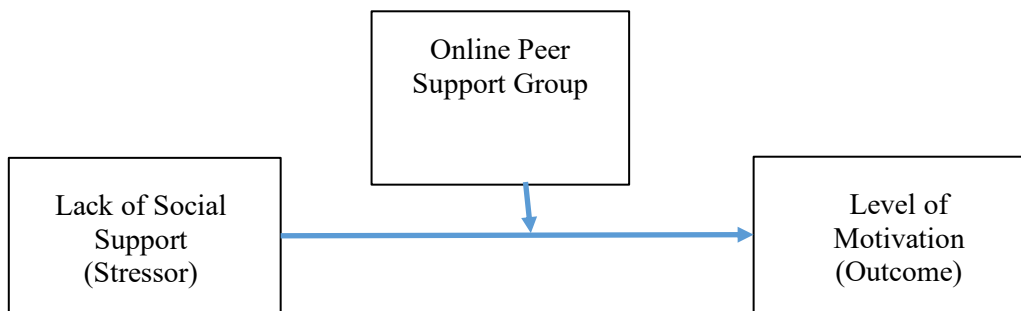 Online Peer
Support Group
Lack of Social
Support
(Stressor)
Level of
Motivation
(Outcome)